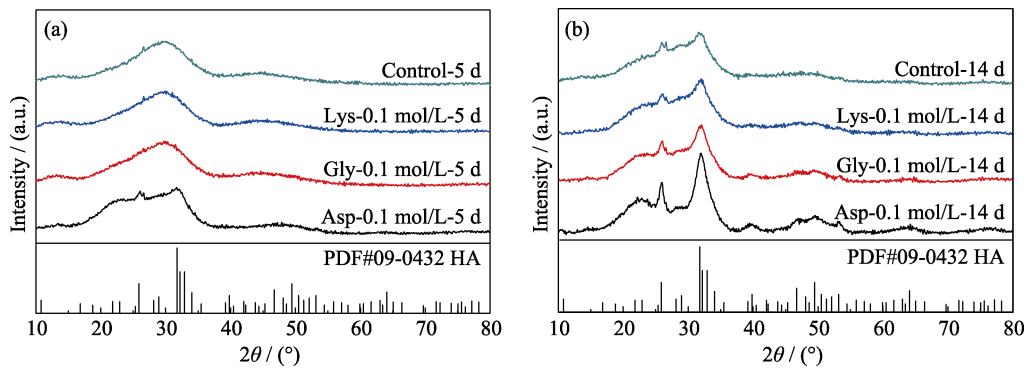 (a)
Control-5 d
Lys-0.1 mol/L-5 d
Gly-0.1 mol/L-5 d
Asp-0.1 mol/L-5 d
PDF#09-0432 HA
Intensity / (a.u.)
10 20 30 40 50 60 70 80
2θ / (°)
(b)
Control-14 d
Lys-0.1 mol/L-14 d
Gly-0.1 mol/L-14 d
Asp-0.1 mol/L-14 d
PDF#09-0432 HA
Intensity / (a.u.)
10 20 30 40 50 60 70 80
2θ / (°)